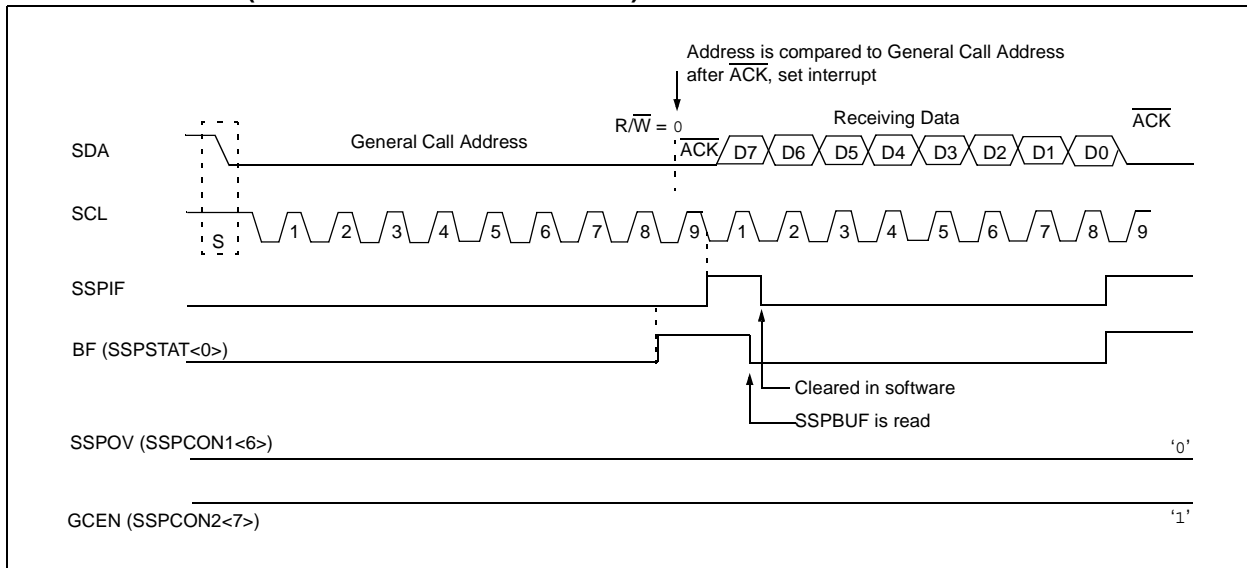 Address is compared to General Call Address
after ACK, set interrupt
R/W = 0
Receiving Data
ACK
SDA
General Call Address
ACK
D7 D6 D5 D4 D3 D2 D1 D0
SCL
S
1 2 3 4 5 6 7 8 9 1 2 3 4 5 6 7 8 9
SSPIF
BF (SSPSTAT<0>)
Cleared in software
SSPBUF is read
SSPOV (SSPCON1<6>)
‘0’
GCEN (SSPCON2<7>)
‘1’